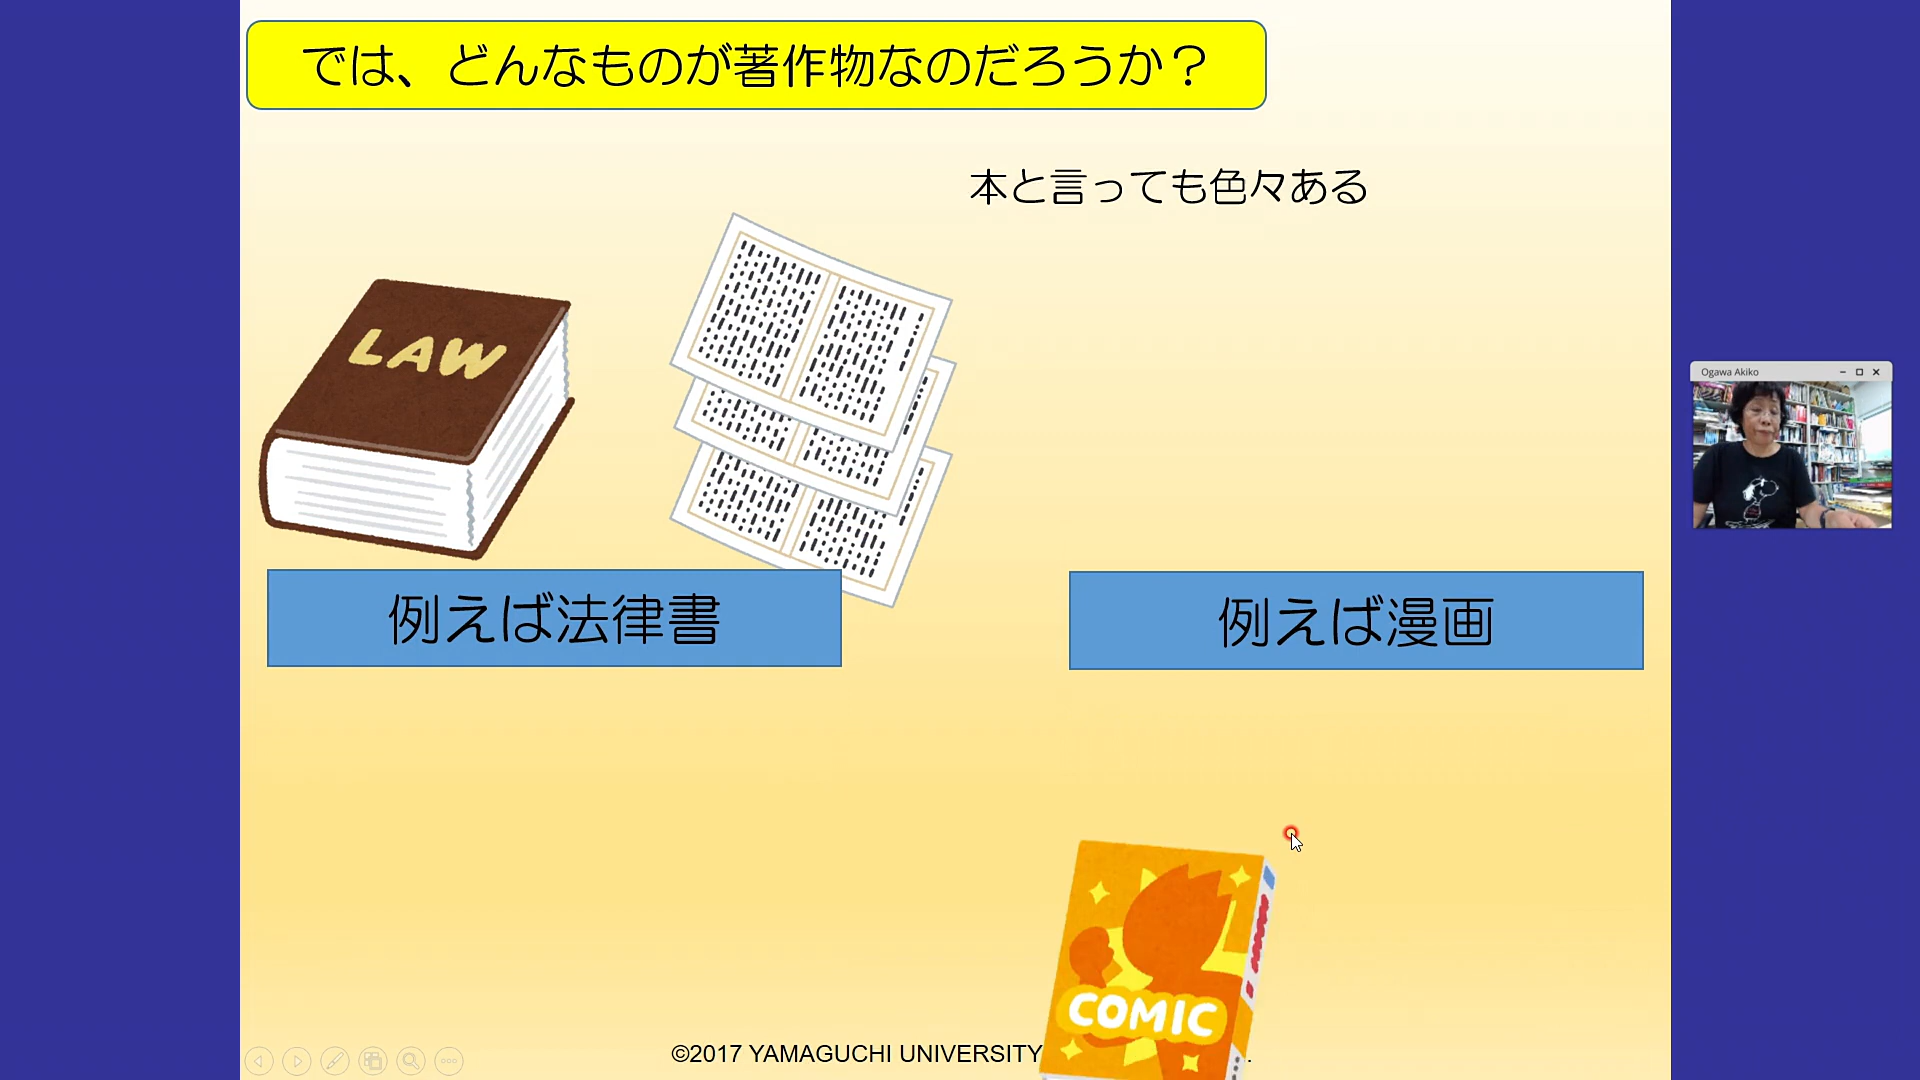 では、どんなものが著作物なのだろうか？
本と言っても色々ある
LAW
Ogawa Akiko
例えば法律書
例えば漫画
COMIC
©2017 YAMAGUCHI UNIVERSITY